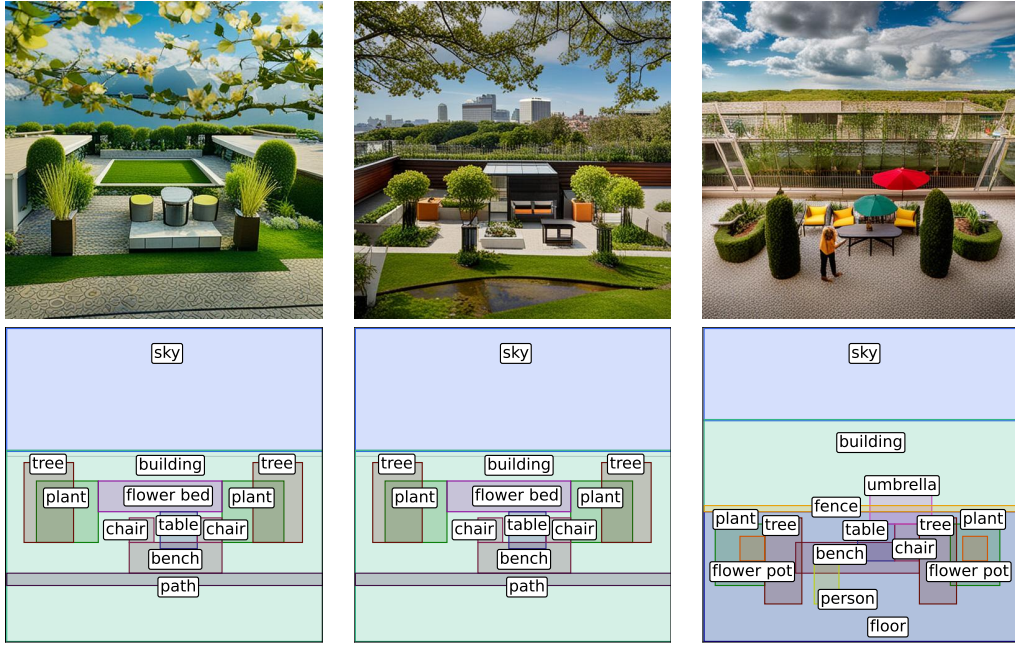 sky
tree
building
tree
plant
flower bed
plant
chair
table
chair
bench
path
sky
tree
building
tree
plant
flower bed
plant
chair
table
chair
bench
path
sky
building
umbrella
fence
plant
tree
table
tree
plant
bench
chair
flower pot
flower pot
person
floor